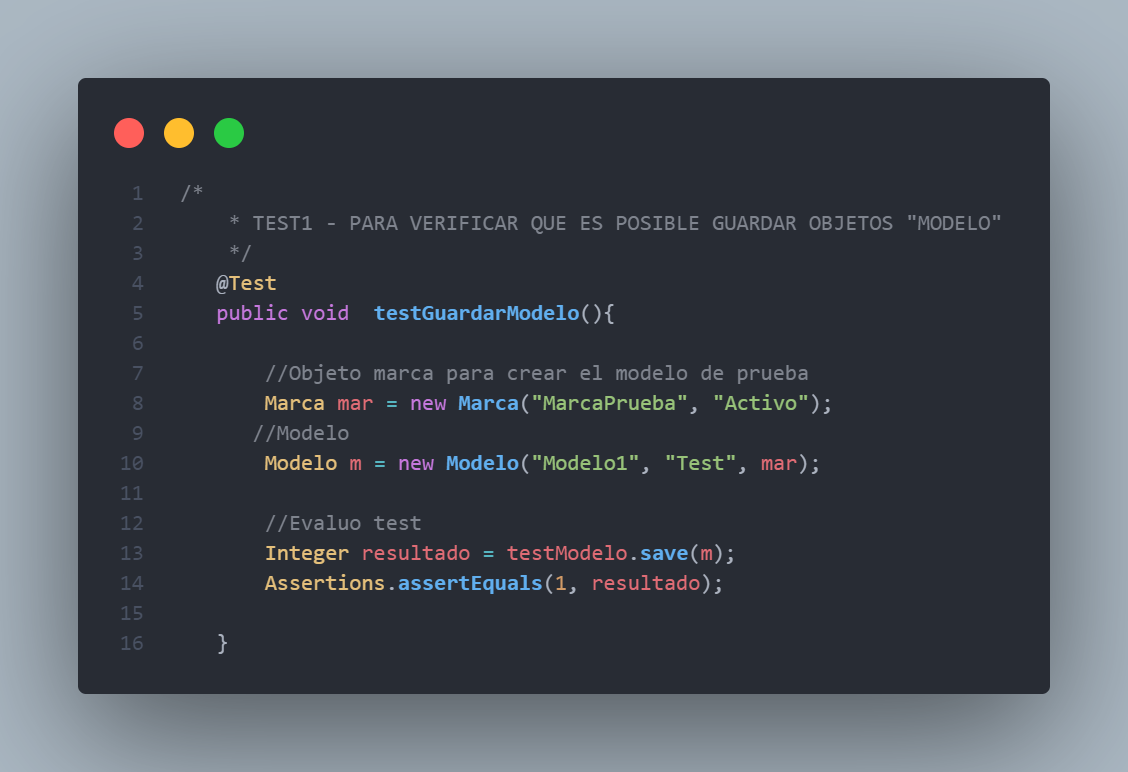 1 /*
2     * TEST1 - PARA VERIFICAR QUE ES POSIBLE GUARDAR OBJETOS "MODELO"
3     */
4    @Test
5    public void  testGuardarModelo(){
6
7        //Objeto marca para crear el modelo de prueba
8        Marca mar = new Marca("MarcaPrueba", "Activo");
9       //Modelo
10        Modelo m = new Modelo("Modelo1", "Test", mar);
11
12        //Evaluo test
13        Integer resultado = testModelo.save(m);
14        Assertions.assertEquals(1, resultado);
15
16    }